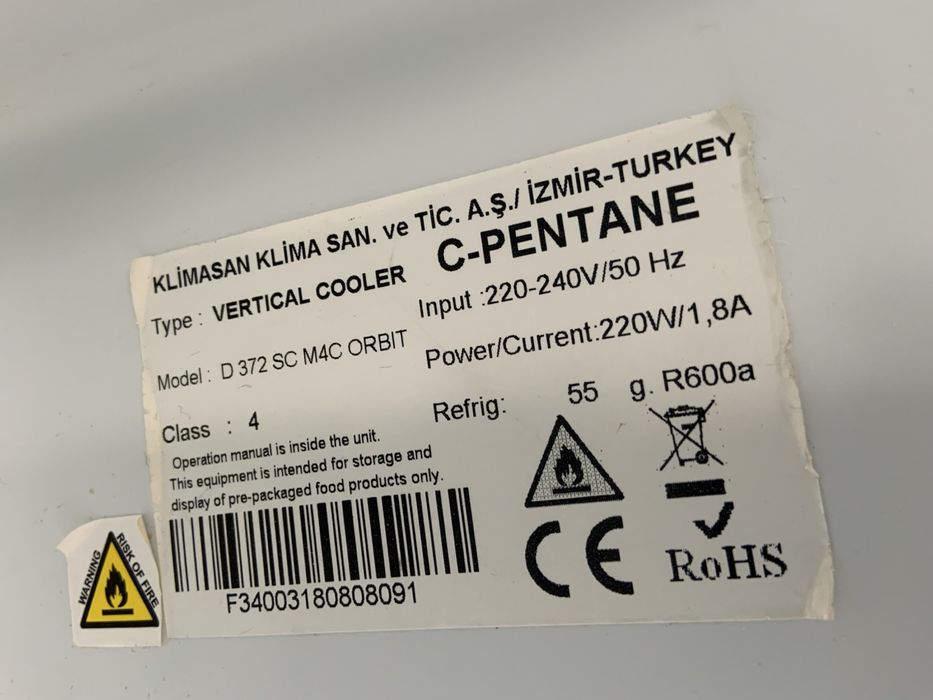 KLİMASAN KLİMA SAN. ve TİC. A.Ş./ İZMİR-TURKEY
Type : VERTICAL COOLER
C-PENTANE
Model : D 372 SC M4C ORBIT
Input :220-240V/50 Hz
Power/Current:220W/1,8A
Class : 4
Refrig: 55 g. R600a
Operation manual is inside the unit.
This equipment is intended for storage and
display of pre-packaged food products only.
F34003180808091
CE
RoHS
WARNING
RISK OF FIRE